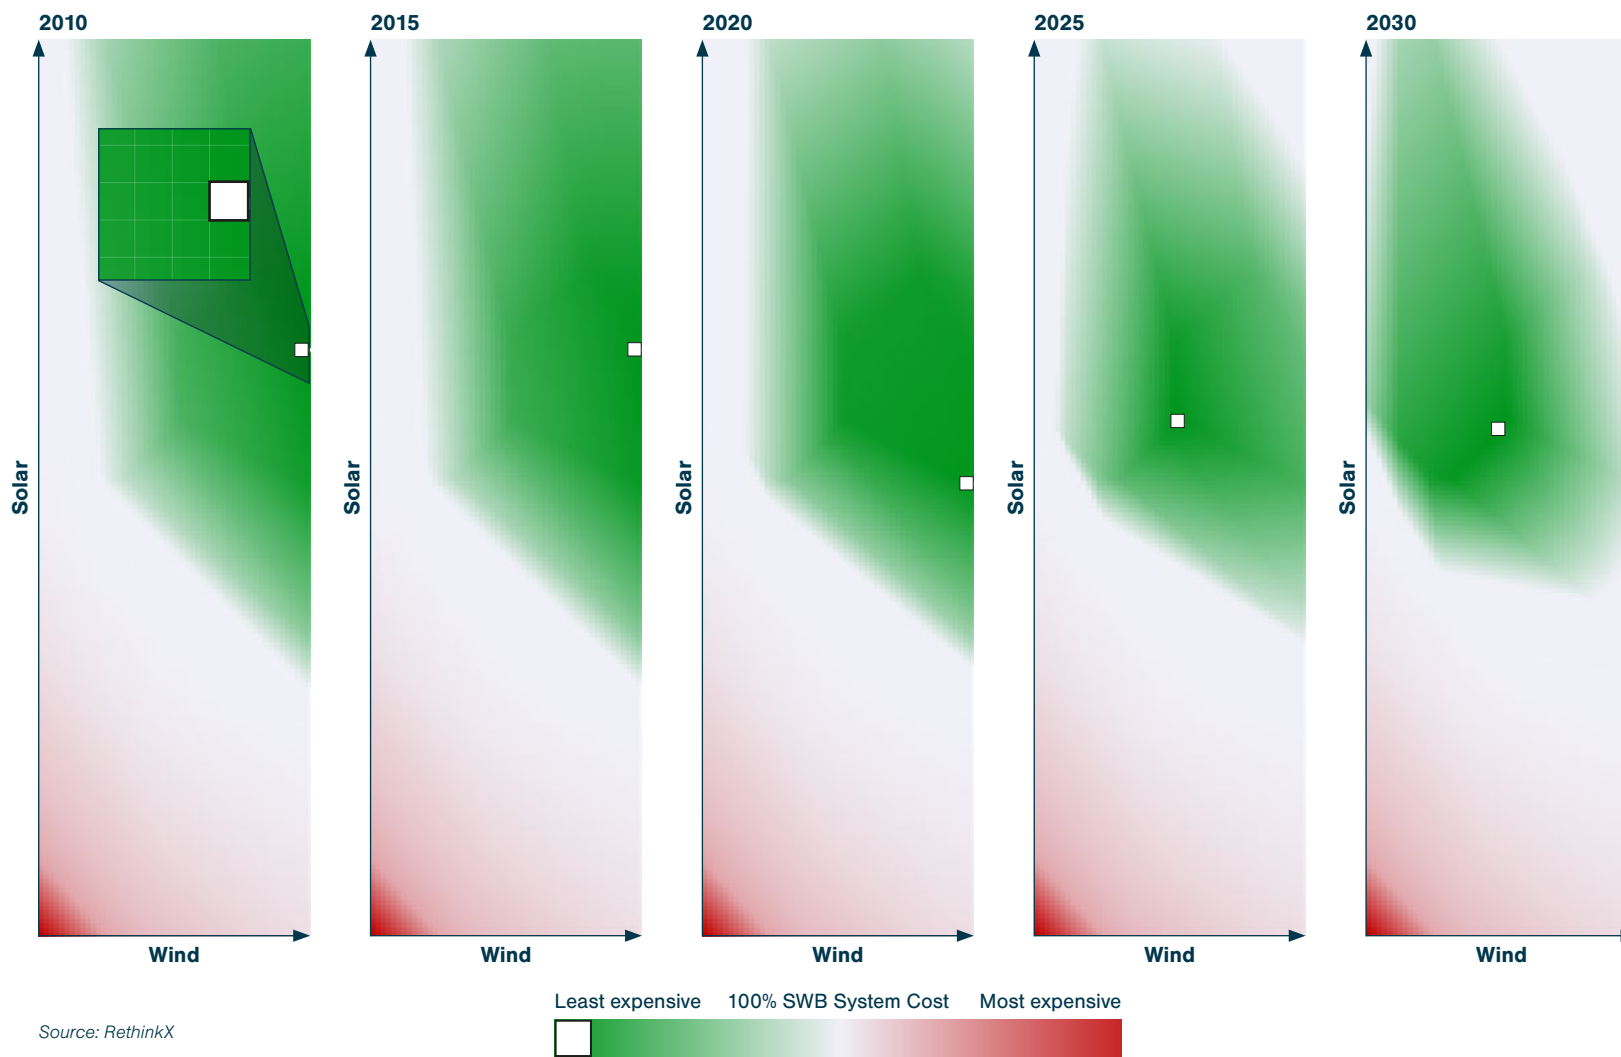 2010
2015
2020
2025
2030
Solar
Solar
Solar
Solar
Solar
Wind
Wind
Wind
Wind
Wind
Least expensive 100% SWB System Cost Most expensive
Source: RethinkX